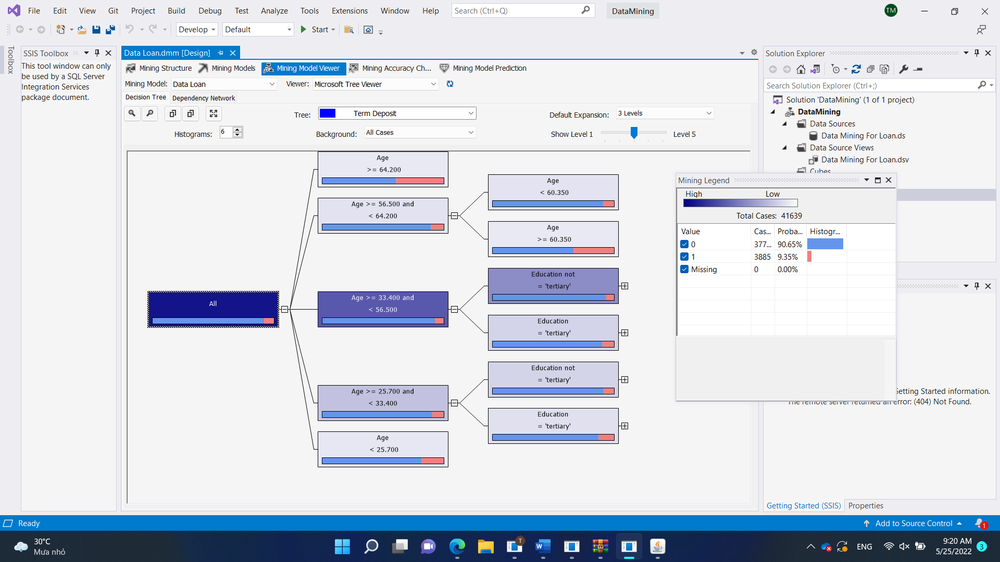 File Edit View Git Project Build Debug Test Analyze Tools Extensions Window Help Search (Ctrl+Q) DataMining TM
Develop Default Start
Toolbox
SSIS Toolbox
This tool window can only
be used by a SQL Server
Integration Services
package document.
Data Loan.dmm [Design]
Mining Structure Mining Models Mining Model Viewer Mining Accuracy Ch... Mining Model Prediction
Mining Model: Data Loan Viewer: Microsoft Tree Viewer
Decision Tree Dependency Network
Tree: Term Deposit Default Expansion: 3 Levels
Histograms: 6 Background: All Cases Show Level 1 Level 5
All
Age
>= 64.200
Age >= 56.500 and
< 64.200
Age >= 33.400 and
< 56.500
Age >= 25.700 and
< 33.400
Age
< 25.700
Age
< 60.350
Age
>= 60.350
Education not
= 'tertiary'
Education
= 'tertiary'
Education not
= 'tertiary'
Education
= 'tertiary'
Solution Explorer
Search Solution Explorer (Ctrl+;)
Solution 'DataMining' (1 of 1 project)
DataMining
Data Sources
Data Mining For Loan.ds
Data Source Views
Data Mining For Loan.dsv
Cubes
Mining Legend
High Low
Total Cases: 41639
Value Cas... Proba... Histogr...
0 377... 90.65%
1 3885 9.35%
Missing 0 0.00%
Getting Started information.
The remote server returned an error: (404) Not Found.
Getting Started (SSIS) Properties
Ready Add to Source Control 1
30°C
Mưa nhỏ
T
ENG
9:20 AM
5/25/2022
3